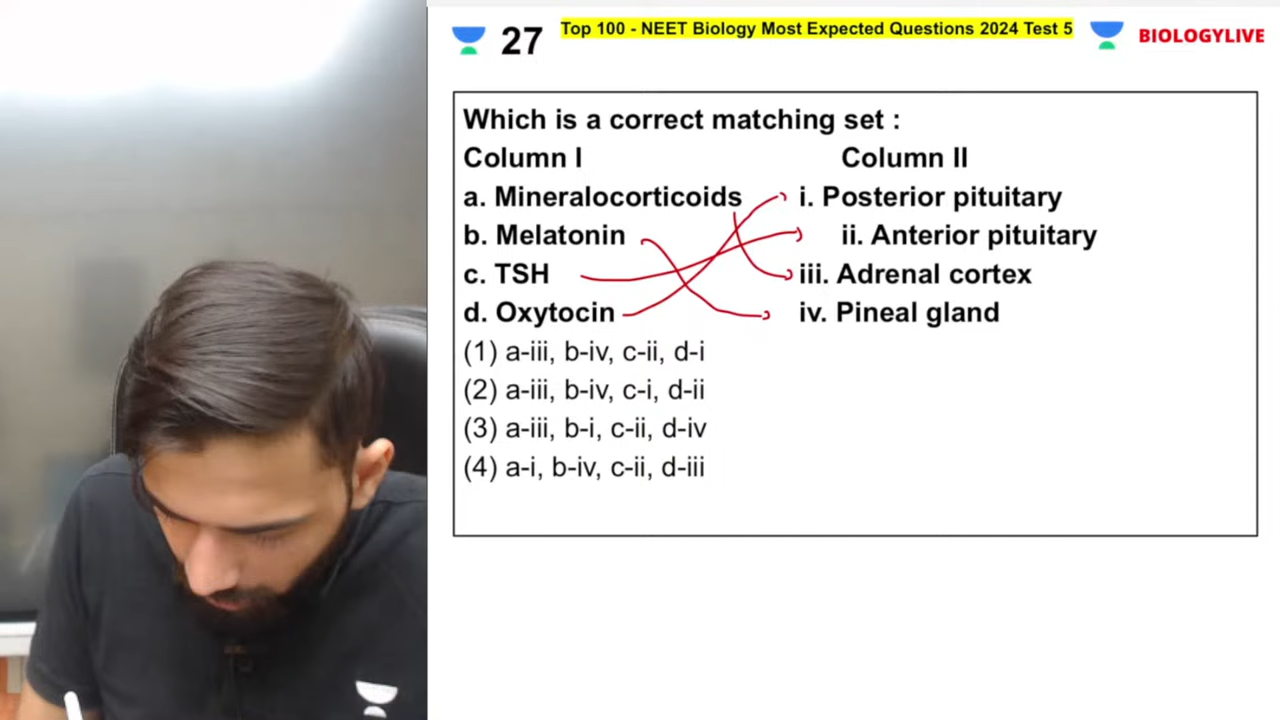 27
Top 100 - NEET Biology Most Expected Questions 2024 Test 5
BIOLOGYLIVE
Which is a correct matching set :
Column I Column II
a. Mineralocorticoids i. Posterior pituitary
b. Melatonin ii. Anterior pituitary
c. TSH iii. Adrenal cortex
d. Oxytocin iv. Pineal gland
(1) a-iii, b-iv, c-ii, d-i
(2) a-iii, b-iv, c-i, d-ii
(3) a-iii, b-i, c-ii, d-iv
(4) a-i, b-iv, c-ii, d-iii